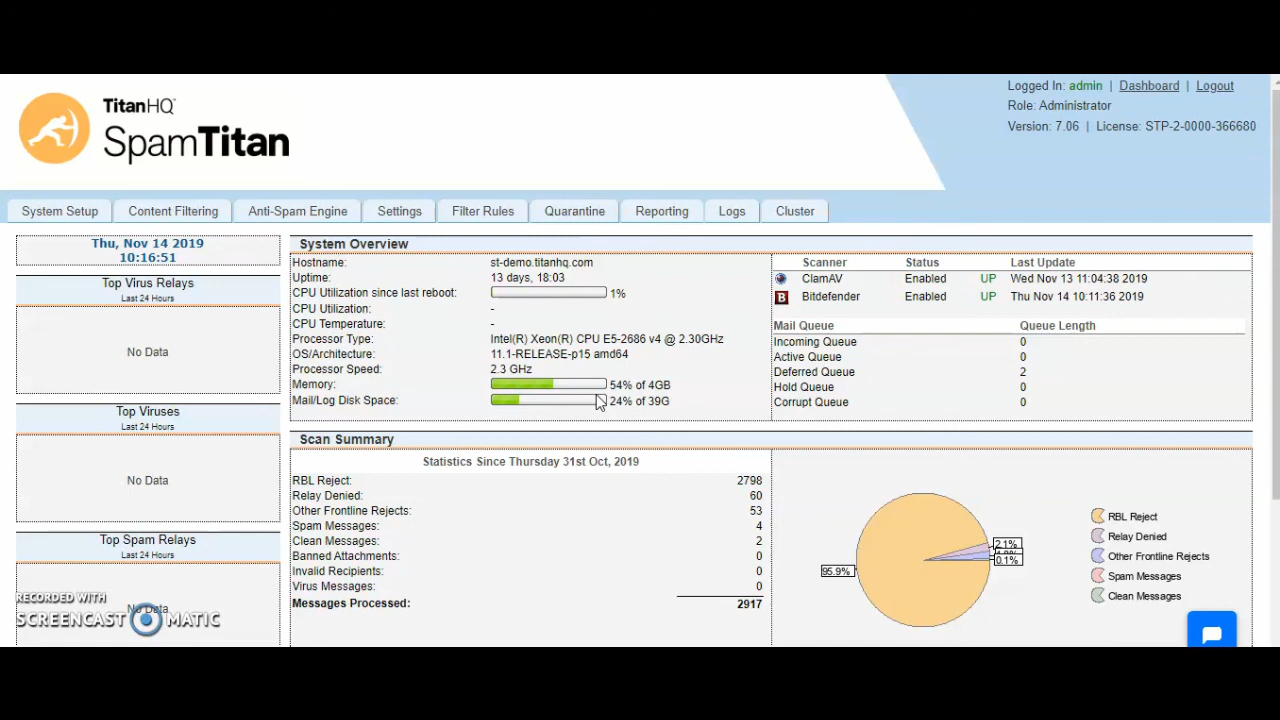 TitanHQ
SpamTitan
Logged In: admin | Dashboard | Logout
Role: Administrator
Version: 7.06 | License: STP-2-0000-366680
System Setup Content Filtering Anti-Spam Engine Settings Filter Rules Quarantine Reporting Logs Cluster
Thu, Nov 14 2019
10:16:51
Top Virus Relays
Last 24 Hours
No Data
Top Viruses
Last 24 Hours
No Data
Top Spam Relays
Last 24 Hours
No Data
RECORDED WITH
SCREENCAST MATIC
System Overview
Hostname: st-demo.titanhq.com
Uptime: 13 days, 18:03
CPU Utilization since last reboot: 1%
CPU Utilization: -
CPU Temperature: -
Processor Type: Intel(R) Xeon(R) CPU E5-2686 v4 @ 2.30GHz
OS/Architecture: 11.1-RELEASE-p15 amd64
Processor Speed: 2.3 GHz
Memory: 54% of 4GB
Mail/Log Disk Space: 24% of 39G
Scanner Status Last Update
ClamAV Enabled UP Wed Nov 13 11:04:38 2019
B Bitdefender Enabled UP Thu Nov 14 10:11:36 2019
Mail Queue Queue Length
Incoming Queue 0
Active Queue 0
Deferred Queue 2
Hold Queue 0
Corrupt Queue 0
Scan Summary
Statistics Since Thursday 31st Oct, 2019
RBL Reject: 2798
Relay Denied: 60
Other Frontline Rejects: 53
Spam Messages: 4
Clean Messages: 2
Banned Attachments: 0
Invalid Recipients: 0
Virus Messages: 0
Messages Processed: 2917
95.9%
2.1%
0.1%
RBL Reject
Relay Denied
Other Frontline Rejects
Spam Messages
Clean Messages